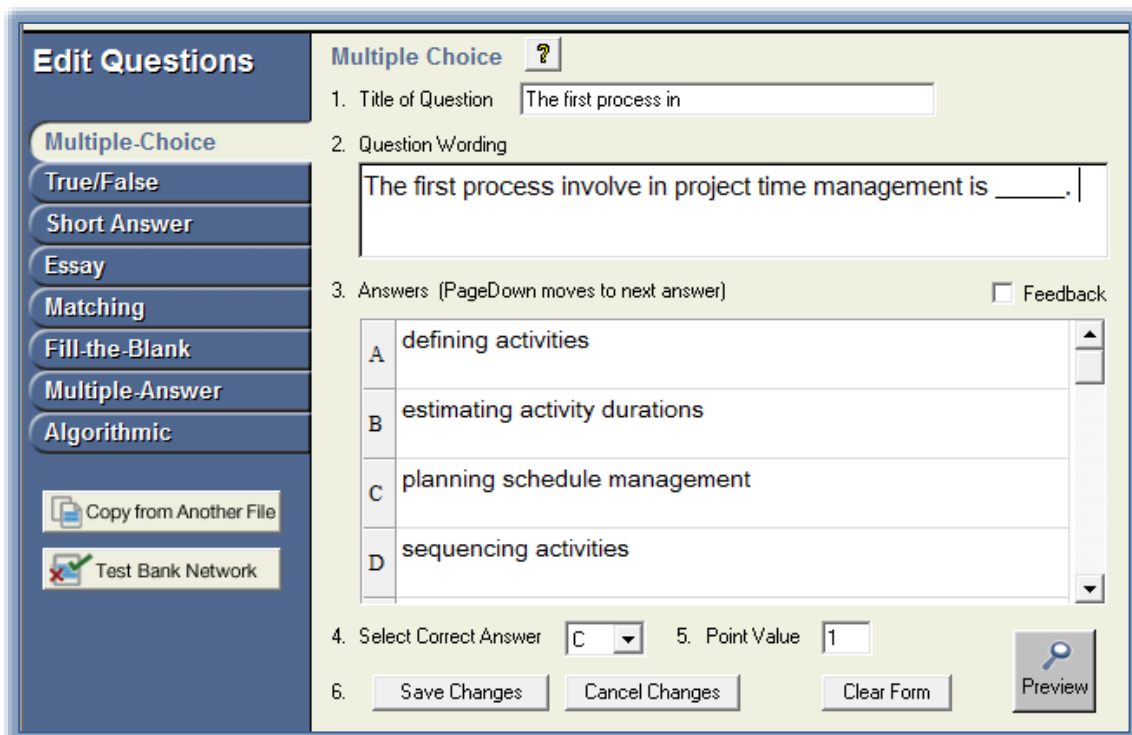 Edit Questions
Multiple-Choice
True/False
Short Answer
Essay
Matching
Fill-the-Blank
Multiple-Answer
Algorithmic
Copy from Another File
Test Bank Network
Multiple Choice ?
1. Title of Question The first process in
2. Question Wording
The first process involve in project time management is _____.
3. Answers (PageDown moves to next answer) Feedback
A defining activities
B estimating activity durations
C planning schedule management
D sequencing activities
4. Select Correct Answer C 5. Point Value 1
6. Save Changes Cancel Changes Clear Form Preview